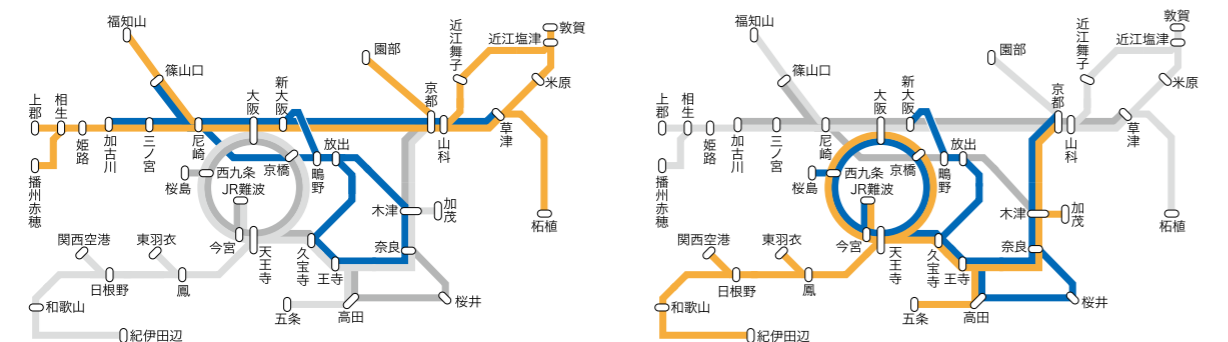 福知山
篠山口
上郡
相生
姫路
加古川
三ノ宮
尼崎
大阪
新大阪
園部
京都
山科
近江舞子
近江塩津
敦賀
米原
草津
播州赤穂
桜島
西九条
JR難波
京橋
鴫野
放出
木津
加茂
柘植
今宮
天王寺
久宝寺
王寺
奈良
関西空港
東羽衣
日根野
鳳
和歌山
紀伊田辺
五条
高田
桜井
福知山
篠山口
上郡
相生
姫路
加古川
三ノ宮
尼崎
大阪
新大阪
園部
京都
山科
近江舞子
近江塩津
敦賀
米原
草津
播州赤穂
桜島
西九条
JR難波
京橋
鴫野
放出
木津
加茂
柘植
今宮
天王寺
久宝寺
王寺
奈良
関西空港
東羽衣
日根野
鳳
和歌山
紀伊田辺
五条
高田
桜井